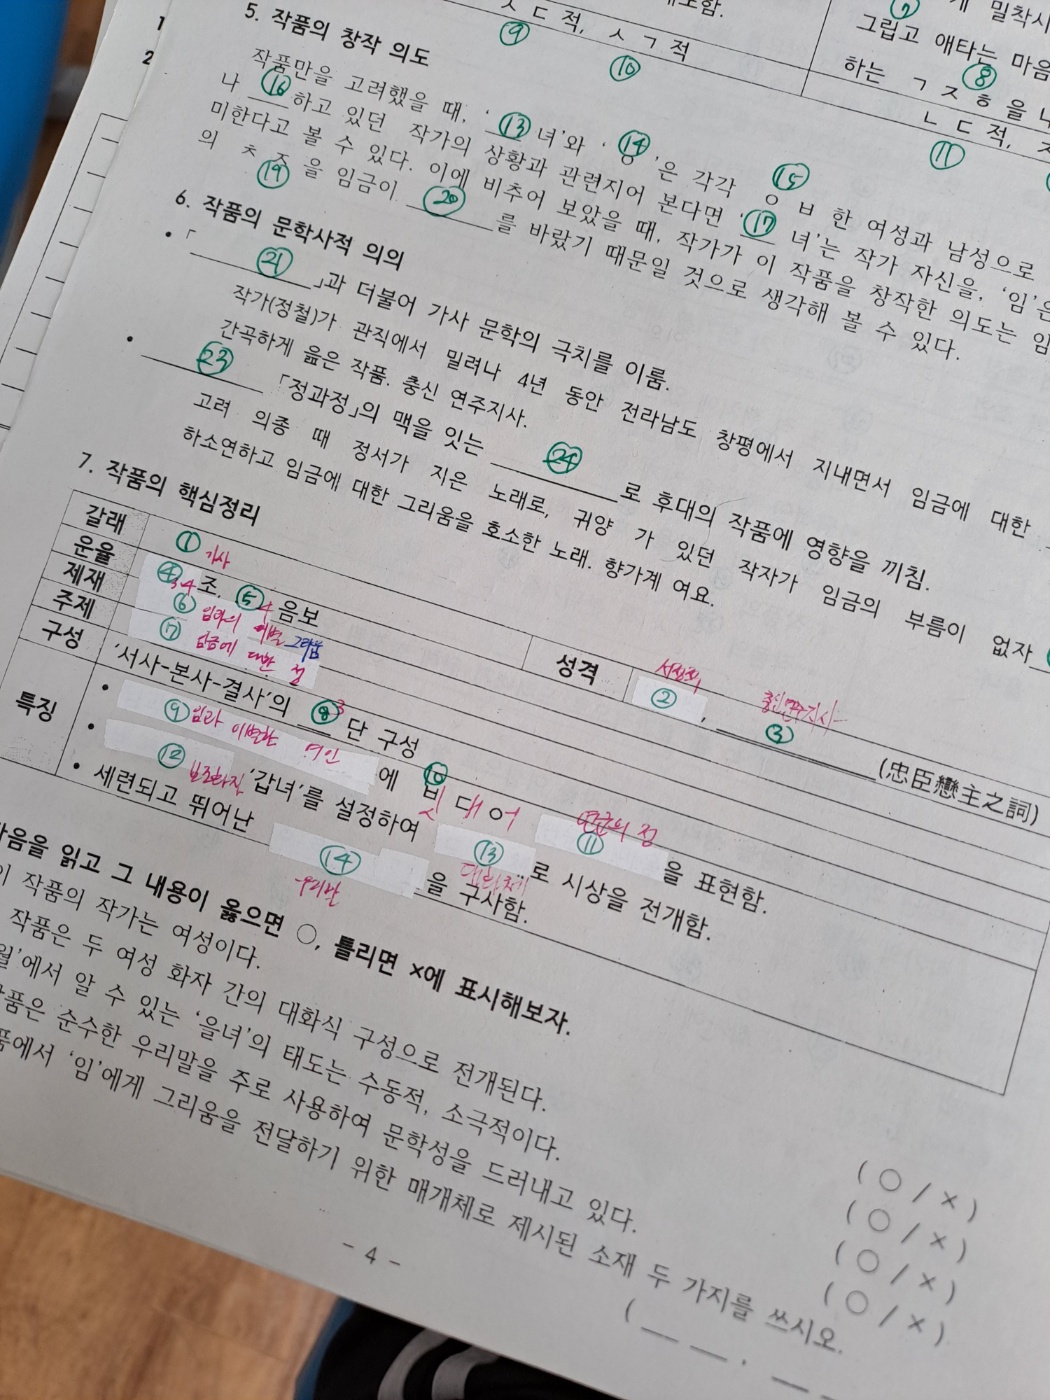 1
2
ㅅㄷ적, ㅅㄱ적
⑨ ⑩
게 밀착시
그립고 애타는 마음
하는 ㄱㅈㅎ을 나
⑧
ㄴㄷ적,
⑪
5. 작품의 창작 의도
작품만을 고려했을 때, ‘⑬녀’와 ‘⑭’은 각각 ⑮ ㅇㅂ한 여성과 남성으로
나 ⑯하고 있던 작가의 상황과 관련지어 본다면 ‘⑰녀’는 작가 자신을, ‘임’은
미한다고 볼 수 있다. 이에 비추어 보았을 때, 작가가 이 작품을 창작한 의도는 임
의 ㅊㅈ을 임금이 ⑳를 바랐기 때문일 것으로 생각해 볼 수 있다.
⑲
6. 작품의 문학사적 의의
• 「㉑」과 더불어 가사 문학의 극치를 이룸.
작가(정철)가 관직에서 밀려나 4년 동안 전라남도 창평에서 지내면서 임금에 대한
간곡하게 읊은 작품. 충신 연주지사.
• ㉓ 「정과정」의 맥을 잇는 ㉔로 후대의 작품에 영향을 끼침.
고려 의종 때 정서가 지은 노래로, 귀양 가 있던 작자가 임금의 부름이 없자
하소연하고 임금에 대한 그리움을 호소한 노래. 향가계 여요.
7. 작품의 핵심정리
갈래 ① 가사
성격 서정적 ②, 충신연주지사 ③ (忠臣戀主之詞)
운율 ④ 3·4조. ⑤ 4음보
제재 ⑥ 임과의 이별 그리움
주제 ⑦ 임금에 대한 정
구성 ‘서사-본사-결사’의 ⑧ 3단 구성
특징
• ⑨ 임과 이별한 여인에 ⑩ 빗대어 연군의 정 ⑪을 표현함.
• ⑫ 보조화자 ‘갑녀’를 설정하여 ⑬ 대화체로 시상을 전개함.
• 세련되고 뛰어난 ⑭ 우리말을 구사함.
다음을 읽고 그 내용이 옳으면 ○, 틀리면 ×에 표시해보자.
이 작품의 작가는 여성이다. (○/×)
작품은 두 여성 화자 간의 대화식 구성으로 전개된다. (○/×)
에서 알 수 있는 ‘을녀’의 태도는 수동적, 소극적이다. (○/×)
작품은 순수한 우리말을 주로 사용하여 문학성을 드러내고 있다. (○/×)
품에서 ‘임’에게 그리움을 전달하기 위한 매개체로 제시된 소재 두 가지를 쓰시오.
(__ __, __
- 4 -